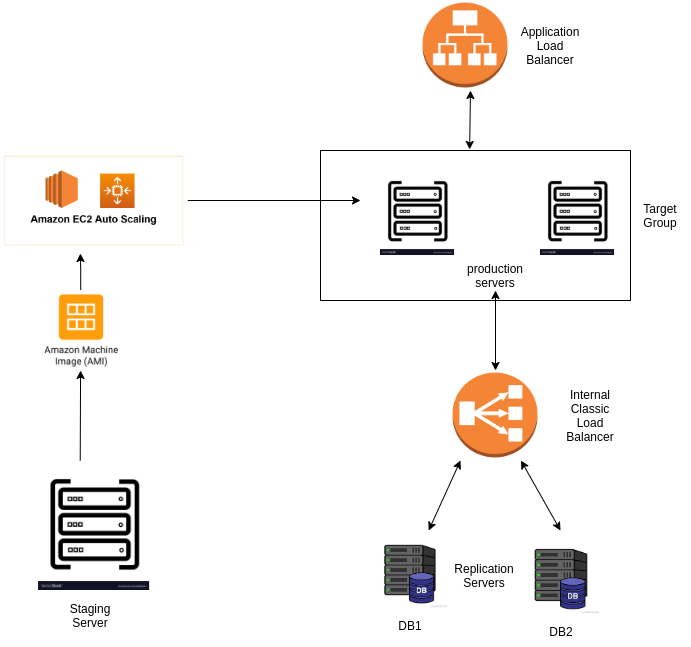 Application
Load
Balancer
Amazon EC2 Auto Scaling
Target
Group
production
servers
Amazon Machine
Image (AMI)
Internal
Classic
Load
Balancer
Replication
Servers
DB
DB
DB1
DB2
Staging
Server